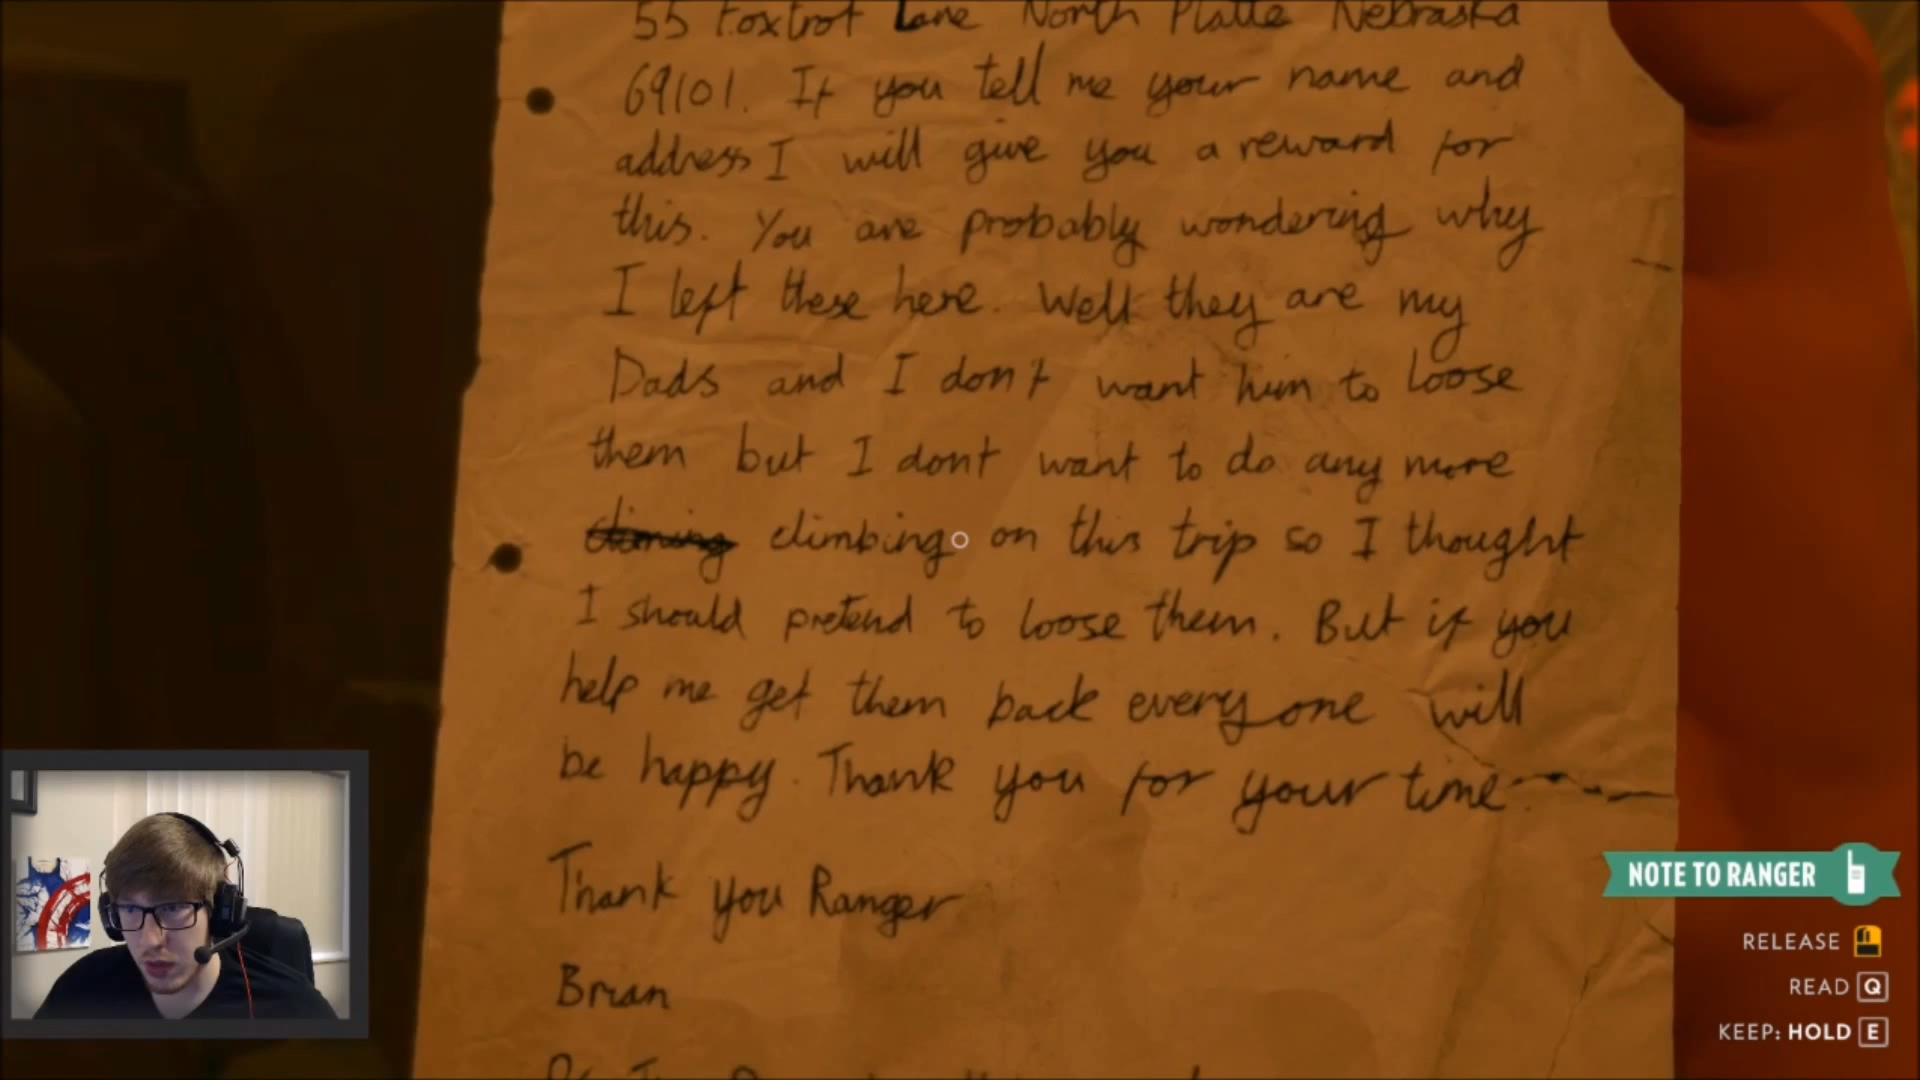 55 Foxtrot Lane North Platte Nebraska
69101. If you tell me your name and
address I will give you a reward for
this. You are probably wondering why
I left these here. Well they are my
Dads and I don't want him to loose
them but I dont want to do any more
climing climbing on this trip so I thought
I should pretend to loose them. But if you
help me get them back every one will
be happy. Thank you for your time.
Thank you Ranger
Brian
NOTE TO RANGER
RELEASE
READ Q
KEEP: HOLD E